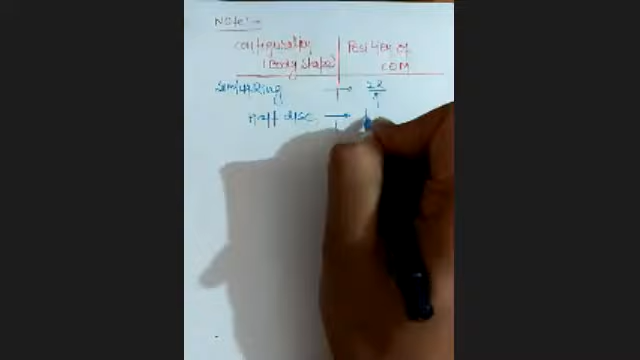 Note:-
Configuration Position of
(Body shape) COM
Semi ring → 2R/π
Half disc →